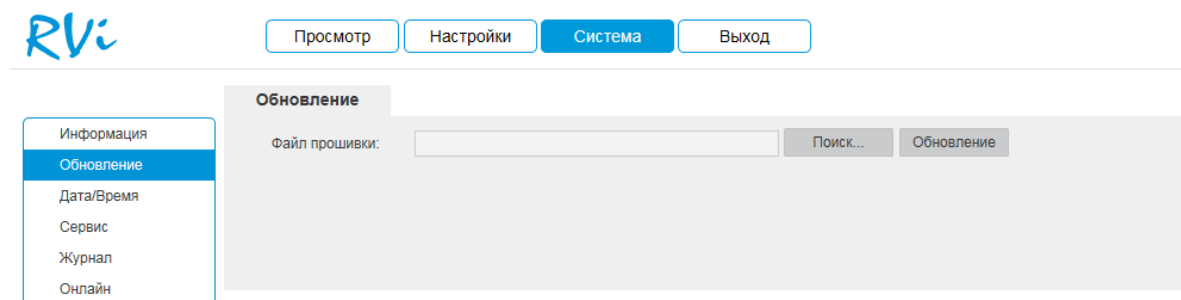 RVi
Просмотр Настройки Система Выход
Обновление
Информация
Обновление
Дата/Время
Сервис
Журнал
Онлайн
Файл прошивки: Поиск... Обновление